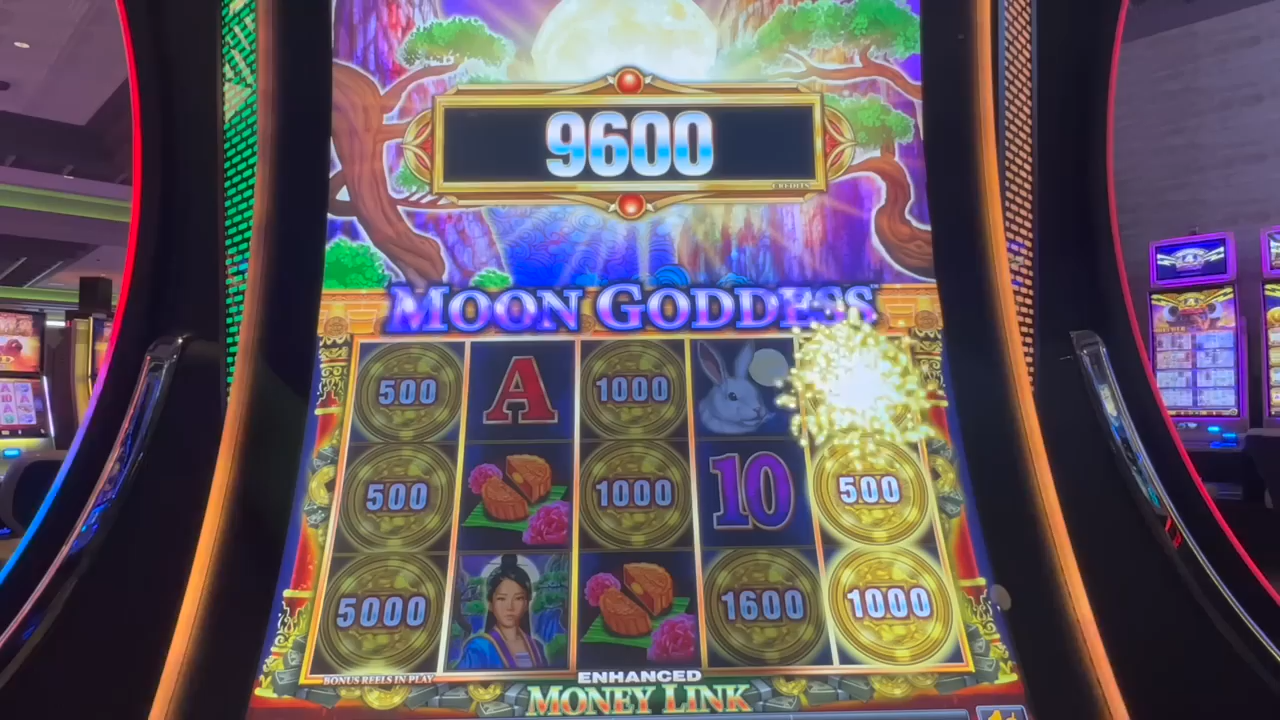 9600
CREDITS
MOON GODDESS™
500 A 1000
500 1000 10 500
5000 1600 1000
BONUS REELS IN PLAY
ENHANCED
MONEY LINK